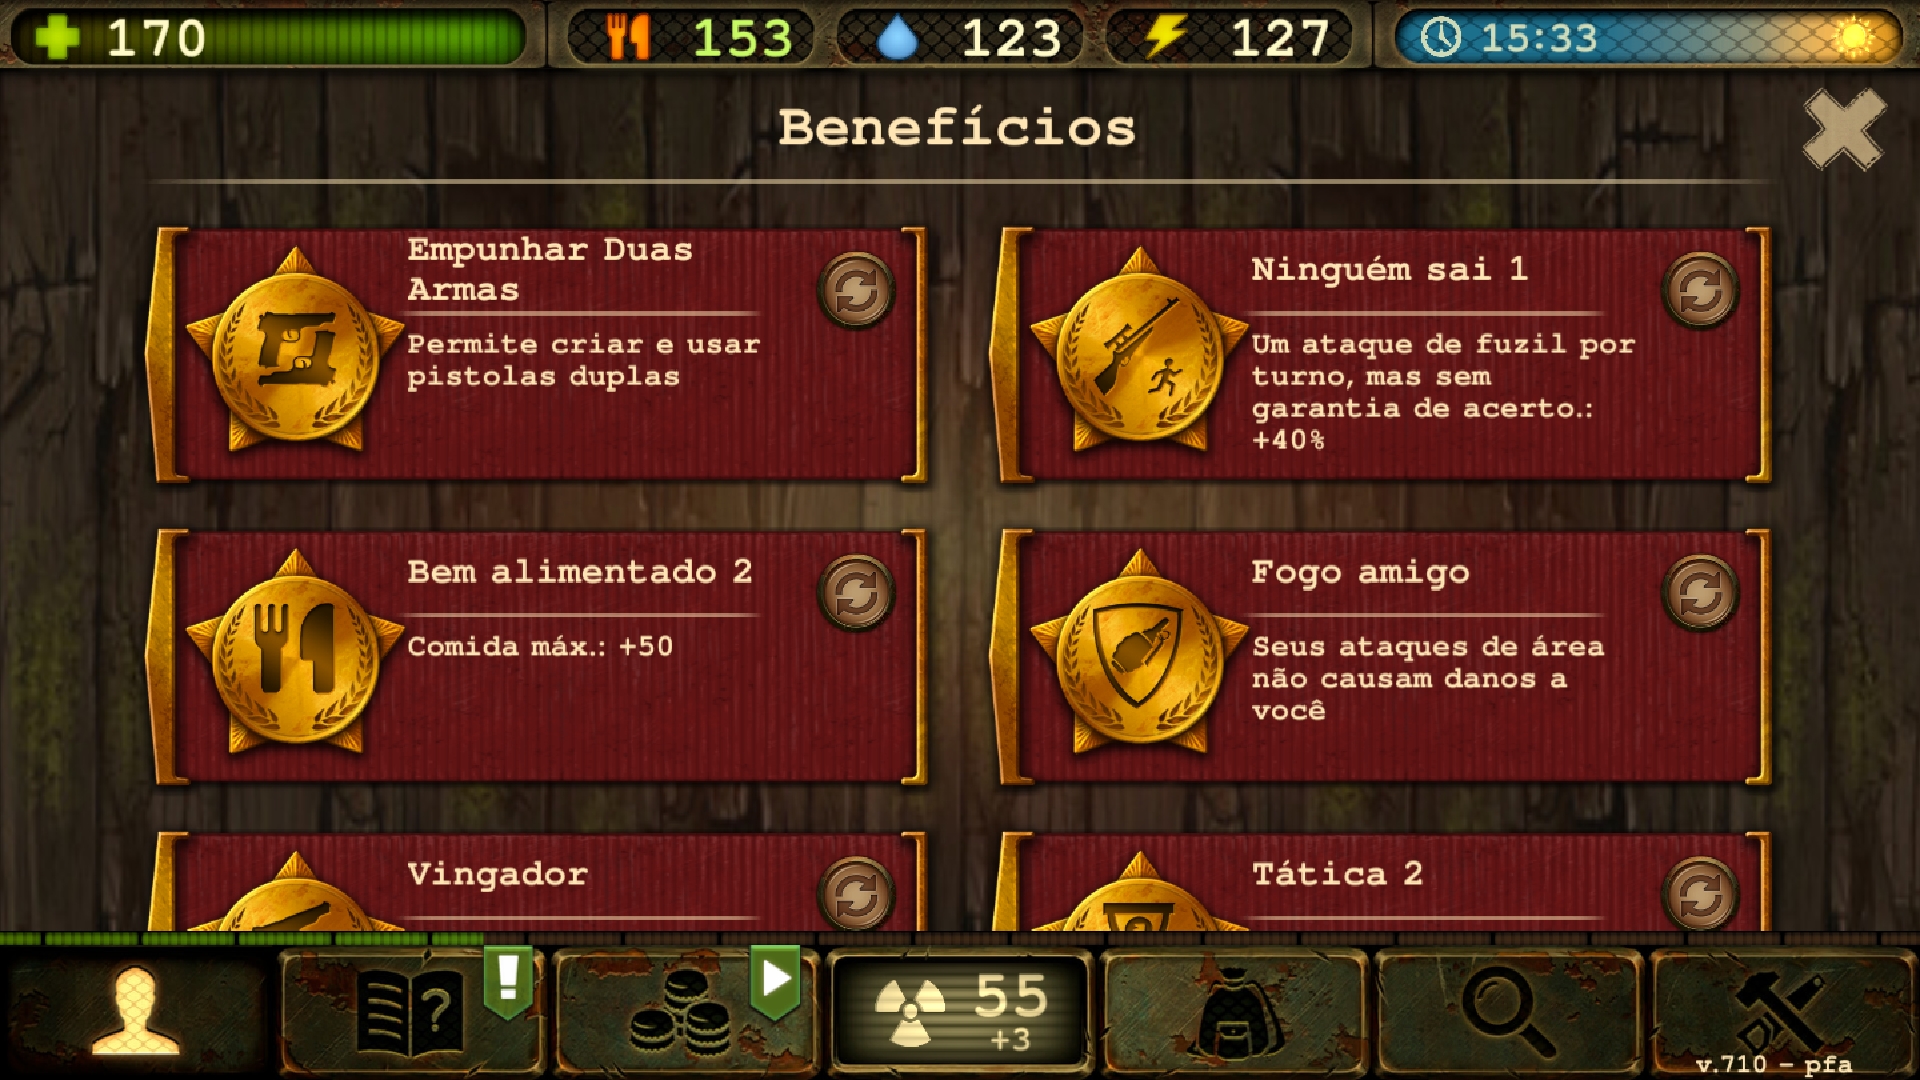 170
153
123
127
15:33
Benefícios
Empunhar Duas
Armas
Permite criar e usar
pistolas duplas
Ninguém sai 1
Um ataque de fuzil por
turno, mas sem
garantia de acerto.:
+40%
Bem alimentado 2
Comida máx.: +50
Fogo amigo
Seus ataques de área
não causam danos a
você
Vingador
Tática 2
!
?
55
+3
v.710 - pfa